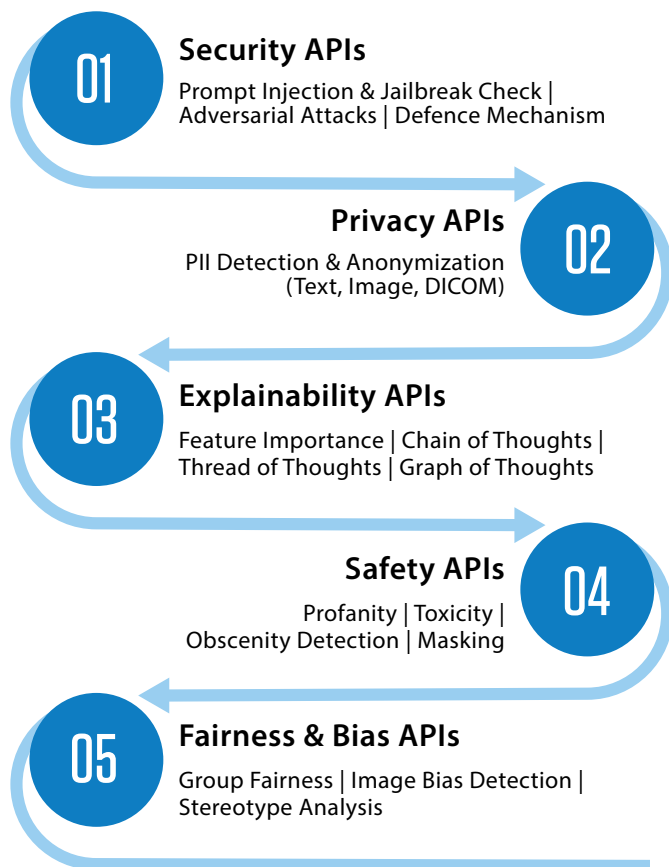 01
Security APIs
Prompt Injection & Jailbreak Check |
Adversarial Attacks | Defence Mechanism
Privacy APIs
02
PII Detection & Anonymization
(Text, Image, DICOM)
03
Explainability APIs
Feature Importance | Chain of Thoughts |
Thread of Thoughts | Graph of Thoughts
Safety APIs
04
Profanity | Toxicity |
Obscenity Detection | Masking
05
Fairness & Bias APIs
Group Fairness | Image Bias Detection |
Stereotype Analysis